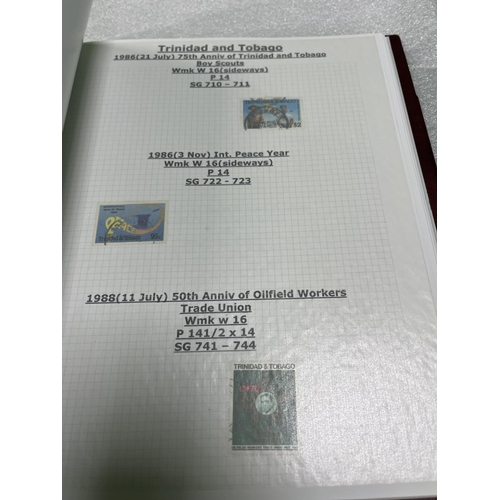 Trinidad and Tobago
1986(21 July) 75th Anniv of Trinidad and Tobago
Boy Scouts
Wmk W 16(sideways)
P 14
SG 710 – 711
1986(3 Nov) Int. Peace Year
Wmk W 16(sideways)
P 14
SG 722 - 723
1988(11 July) 50th Anniv of Oilfield Workers
Trade Union
Wmk w 16
P 141/2 x 14
SG 741 – 744
TRINIDAD & TOBAGO